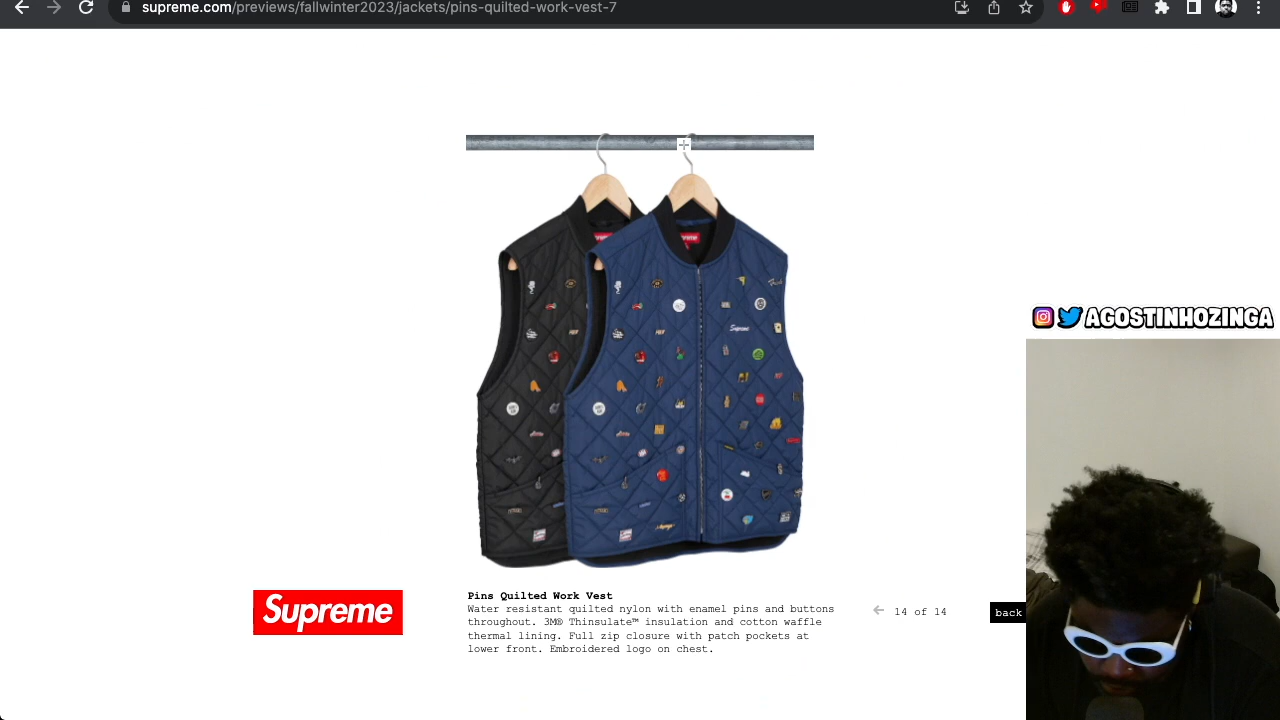 supreme.com/previews/fallwinter2023/jackets/pins-quilted-work-vest-7
Supreme
AGOSTINHOZINGA
Supreme
Pins Quilted Work Vest
Water resistant quilted nylon with enamel pins and buttons
throughout. 3M® Thinsulate™ insulation and cotton waffle
thermal lining. Full zip closure with patch pockets at
lower front. Embroidered logo on chest.
14 of 14
back